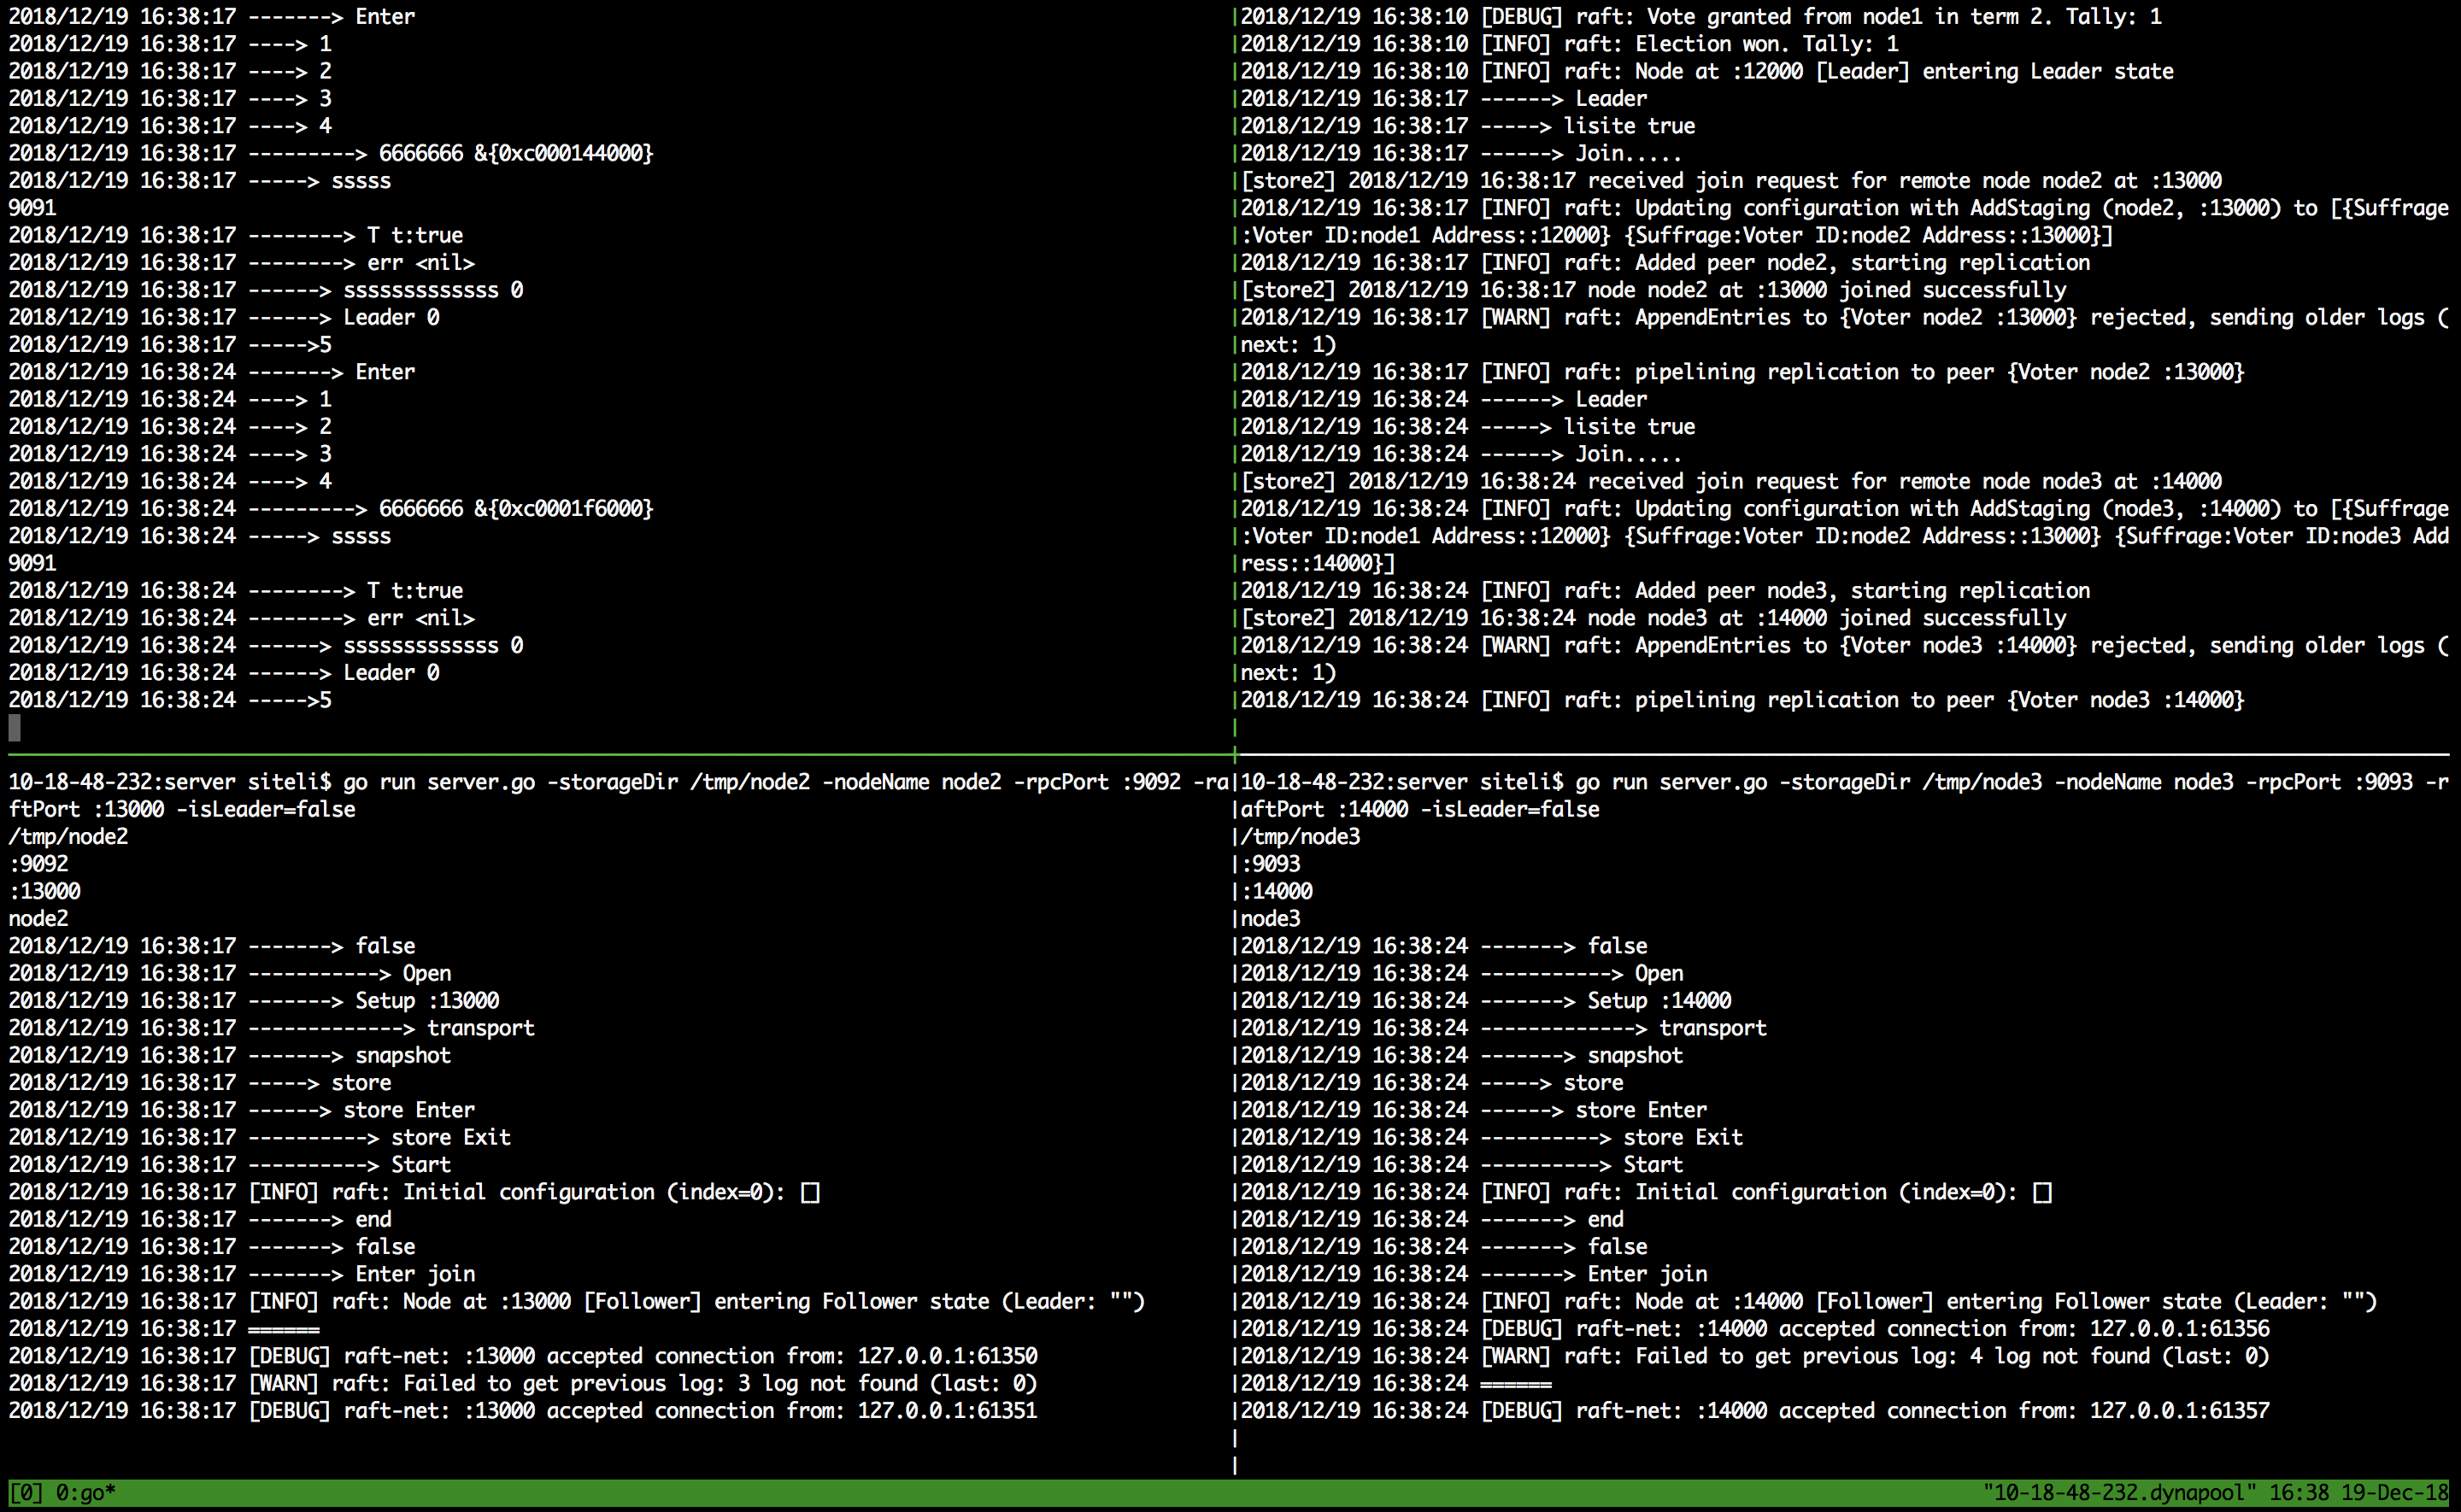 2018/12/19 16:38:17 -------> Enter
2018/12/19 16:38:17 ----> 1
2018/12/19 16:38:17 ----> 2
2018/12/19 16:38:17 ----> 3
2018/12/19 16:38:17 ----> 4
2018/12/19 16:38:17 ---------> 6666666 &{0xc000144000}
2018/12/19 16:38:17 -----> sssss
9091
2018/12/19 16:38:17 --------> T t:true
2018/12/19 16:38:17 --------> err <nil>
2018/12/19 16:38:17 ------> sssssssssssss 0
2018/12/19 16:38:17 ------> Leader 0
2018/12/19 16:38:17 ----->5
2018/12/19 16:38:24 -------> Enter
2018/12/19 16:38:24 ----> 1
2018/12/19 16:38:24 ----> 2
2018/12/19 16:38:24 ----> 3
2018/12/19 16:38:24 ----> 4
2018/12/19 16:38:24 ---------> 6666666 &{0xc0001f6000}
2018/12/19 16:38:24 -----> sssss
9091
2018/12/19 16:38:24 --------> T t:true
2018/12/19 16:38:24 --------> err <nil>
2018/12/19 16:38:24 ------> sssssssssssss 0
2018/12/19 16:38:24 ------> Leader 0
2018/12/19 16:38:24 ----->5
2018/12/19 16:38:10 [DEBUG] raft: Vote granted from node1 in term 2. Tally: 1
2018/12/19 16:38:10 [INFO] raft: Election won. Tally: 1
2018/12/19 16:38:10 [INFO] raft: Node at :12000 [Leader] entering Leader state
2018/12/19 16:38:17 ------> Leader
2018/12/19 16:38:17 -----> lisite true
2018/12/19 16:38:17 ------> Join.....
[store2] 2018/12/19 16:38:17 received join request for remote node node2 at :13000
2018/12/19 16:38:17 [INFO] raft: Updating configuration with AddStaging (node2, :13000) to [{Suffrage
:Voter ID:node1 Address::12000} {Suffrage:Voter ID:node2 Address::13000}]
2018/12/19 16:38:17 [INFO] raft: Added peer node2, starting replication
[store2] 2018/12/19 16:38:17 node node2 at :13000 joined successfully
2018/12/19 16:38:17 [WARN] raft: AppendEntries to {Voter node2 :13000} rejected, sending older logs (
next: 1)
2018/12/19 16:38:17 [INFO] raft: pipelining replication to peer {Voter node2 :13000}
2018/12/19 16:38:24 ------> Leader
2018/12/19 16:38:24 -----> lisite true
2018/12/19 16:38:24 ------> Join.....
[store2] 2018/12/19 16:38:24 received join request for remote node node3 at :14000
2018/12/19 16:38:24 [INFO] raft: Updating configuration with AddStaging (node3, :14000) to [{Suffrage
:Voter ID:node1 Address::12000} {Suffrage:Voter ID:node2 Address::13000} {Suffrage:Voter ID:node3 Add
ress::14000}]
2018/12/19 16:38:24 [INFO] raft: Added peer node3, starting replication
[store2] 2018/12/19 16:38:24 node node3 at :14000 joined successfully
2018/12/19 16:38:24 [WARN] raft: AppendEntries to {Voter node3 :14000} rejected, sending older logs (
next: 1)
2018/12/19 16:38:24 [INFO] raft: pipelining replication to peer {Voter node3 :14000}
10-18-48-232:server siteli$ go run server.go -storageDir /tmp/node2 -nodeName node2 -rpcPort :9092 -ra
ftPort :13000 -isLeader=false
/tmp/node2
:9092
:13000
node2
2018/12/19 16:38:17 -------> false
2018/12/19 16:38:17 -----------> Open
2018/12/19 16:38:17 -------> Setup :13000
2018/12/19 16:38:17 -------------> transport
2018/12/19 16:38:17 -------> snapshot
2018/12/19 16:38:17 -----> store
2018/12/19 16:38:17 ------> store Enter
2018/12/19 16:38:17 ----------> store Exit
2018/12/19 16:38:17 ----------> Start
2018/12/19 16:38:17 [INFO] raft: Initial configuration (index=0): []
2018/12/19 16:38:17 -------> end
2018/12/19 16:38:17 -------> false
2018/12/19 16:38:17 -------> Enter join
2018/12/19 16:38:17 [INFO] raft: Node at :13000 [Follower] entering Follower state (Leader: "")
2018/12/19 16:38:17 ======
2018/12/19 16:38:17 [DEBUG] raft-net: :13000 accepted connection from: 127.0.0.1:61350
2018/12/19 16:38:17 [WARN] raft: Failed to get previous log: 3 log not found (last: 0)
2018/12/19 16:38:17 [DEBUG] raft-net: :13000 accepted connection from: 127.0.0.1:61351
10-18-48-232:server siteli$ go run server.go -storageDir /tmp/node3 -nodeName node3 -rpcPort :9093 -r
aftPort :14000 -isLeader=false
/tmp/node3
:9093
:14000
node3
2018/12/19 16:38:24 -------> false
2018/12/19 16:38:24 -----------> Open
2018/12/19 16:38:24 -------> Setup :14000
2018/12/19 16:38:24 -------------> transport
2018/12/19 16:38:24 -------> snapshot
2018/12/19 16:38:24 -----> store
2018/12/19 16:38:24 ------> store Enter
2018/12/19 16:38:24 ----------> store Exit
2018/12/19 16:38:24 ----------> Start
2018/12/19 16:38:24 [INFO] raft: Initial configuration (index=0): []
2018/12/19 16:38:24 -------> end
2018/12/19 16:38:24 -------> false
2018/12/19 16:38:24 -------> Enter join
2018/12/19 16:38:24 [INFO] raft: Node at :14000 [Follower] entering Follower state (Leader: "")
2018/12/19 16:38:24 [DEBUG] raft-net: :14000 accepted connection from: 127.0.0.1:61356
2018/12/19 16:38:24 [WARN] raft: Failed to get previous log: 4 log not found (last: 0)
2018/12/19 16:38:24 ======
2018/12/19 16:38:24 [DEBUG] raft-net: :14000 accepted connection from: 127.0.0.1:61357
[0] 0:go* "10-18-48-232.dynapool" 16:38 19-Dec-18